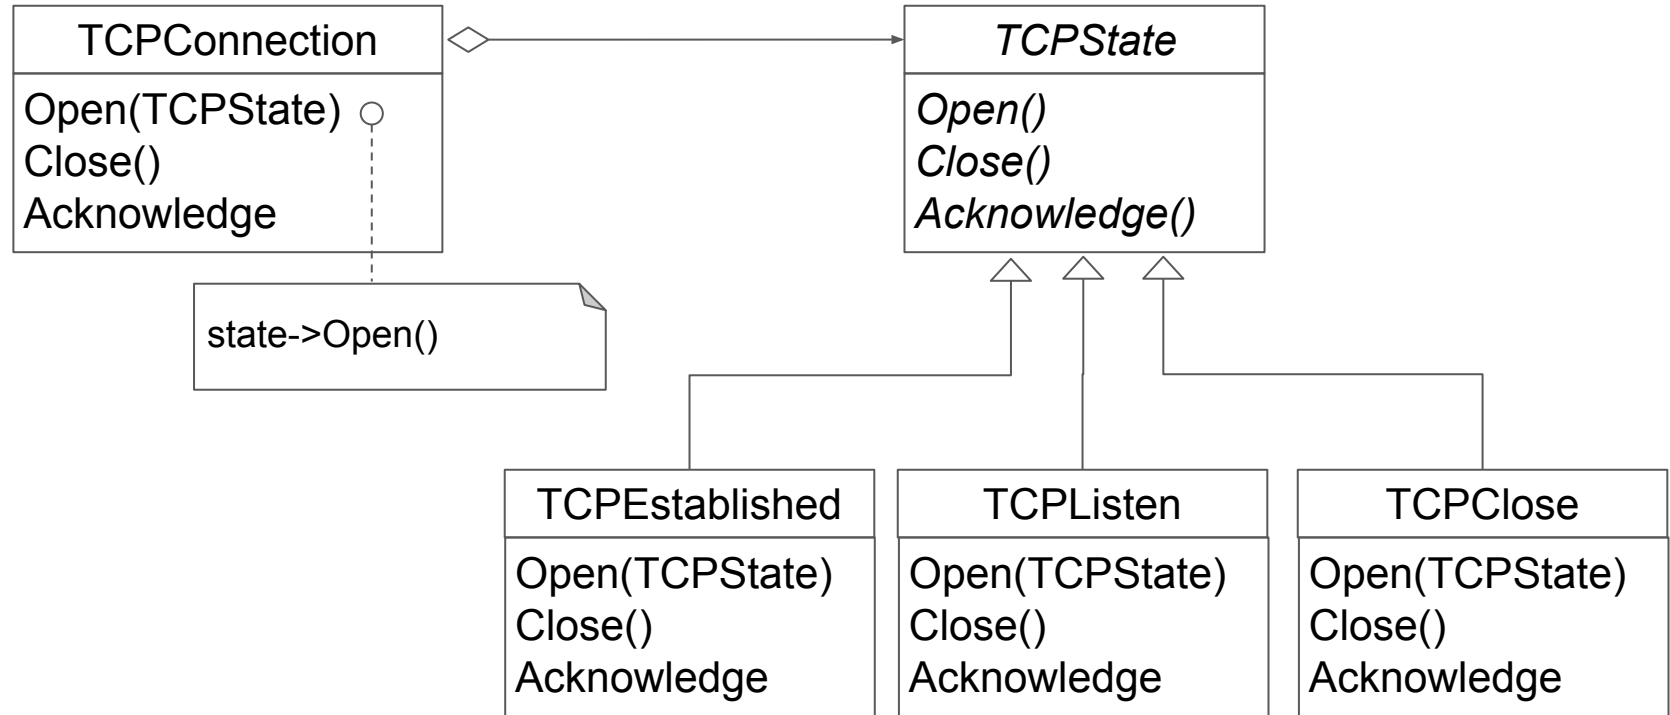 TCPConnection
Open(TCPState)
Close()
Acknowledge
state->Open()
TCPState
Open()
Close()
Acknowledge()
TCPEstablished
Open(TCPState)
Close()
Acknowledge
TCPListen
Open(TCPState)
Close()
Acknowledge
TCPClose
Open(TCPState)
Close()
Acknowledge